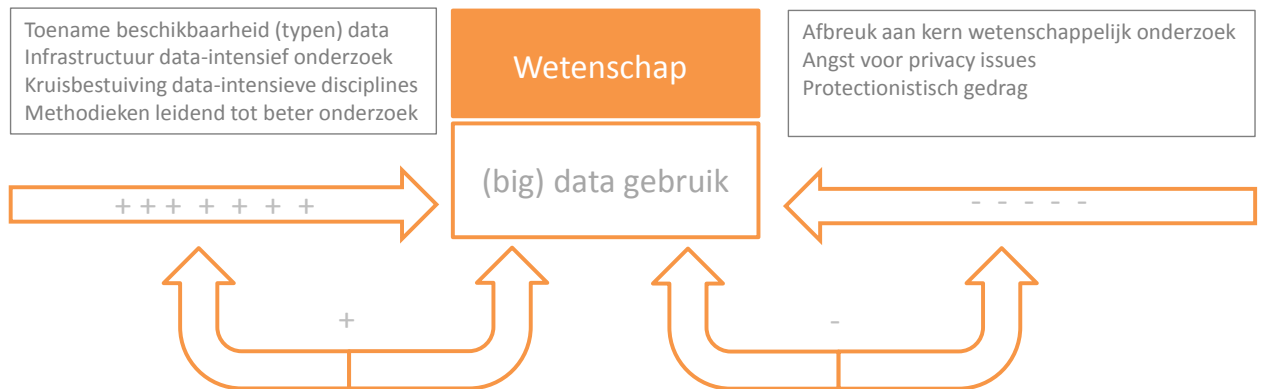 Toename beschikbaarheid (typen) data
Infrastructuur data-intensief onderzoek
Kruisbestuiving data-intensieve disciplines
Methodieken leidend tot beter onderzoek
Wetenschap
(big) data gebruik
Afbreuk aan kern wetenschappelijk onderzoek
Angst voor privacy issues
Protectionistisch gedrag
+ + + + + + +
- - - - -
+
-